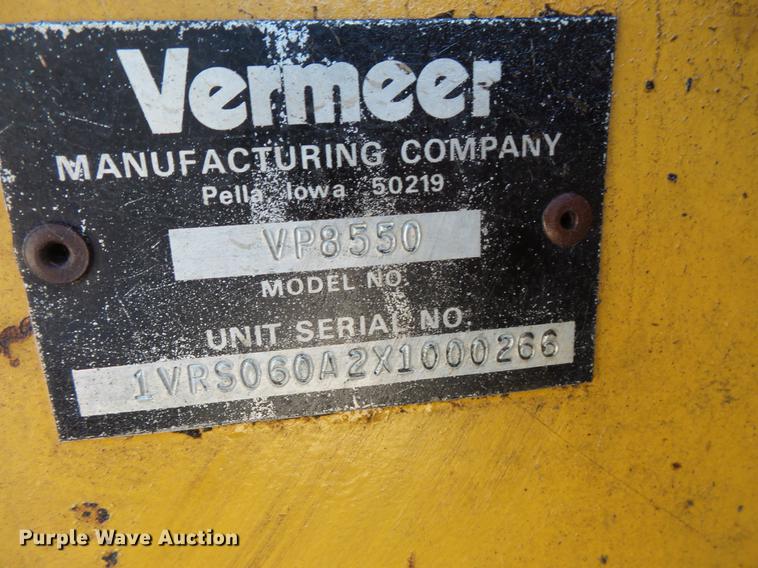 Vermeer
MANUFACTURING COMPANY
Pella Iowa 50219
VP8550
MODEL NO.
UNIT SERIAL NO.
1VRS060A2X1000266
Purple Wave Auction